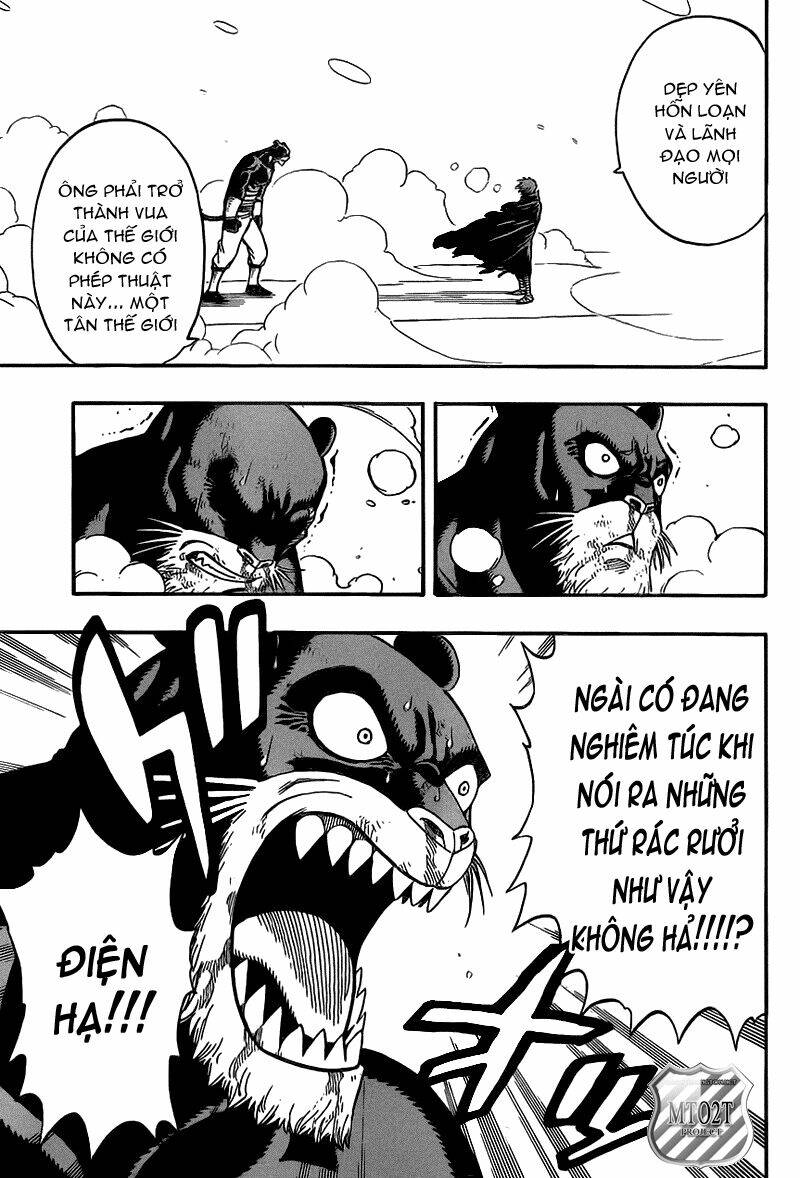 DẸP YÊN
HỖN LOẠN
VÀ LÃNH
ĐẠO MỌI
NGƯỜI
ÔNG PHẢI TRỞ
THÀNH VUA
CỦA THẾ GIỚI
KHÔNG CÓ
PHÉP THUẬT
NÀY... MỘT
TÂN THẾ GIỚI
NGÀI CÓ ĐANG
NGHIÊM TÚC KHI
NÓI RA NHỮNG
THỨ RÁC RƯỞI
NHƯ VẬY
KHÔNG HẢ!!!!?
ĐIỆN
HẠ!!!
MT02T
PROJECT